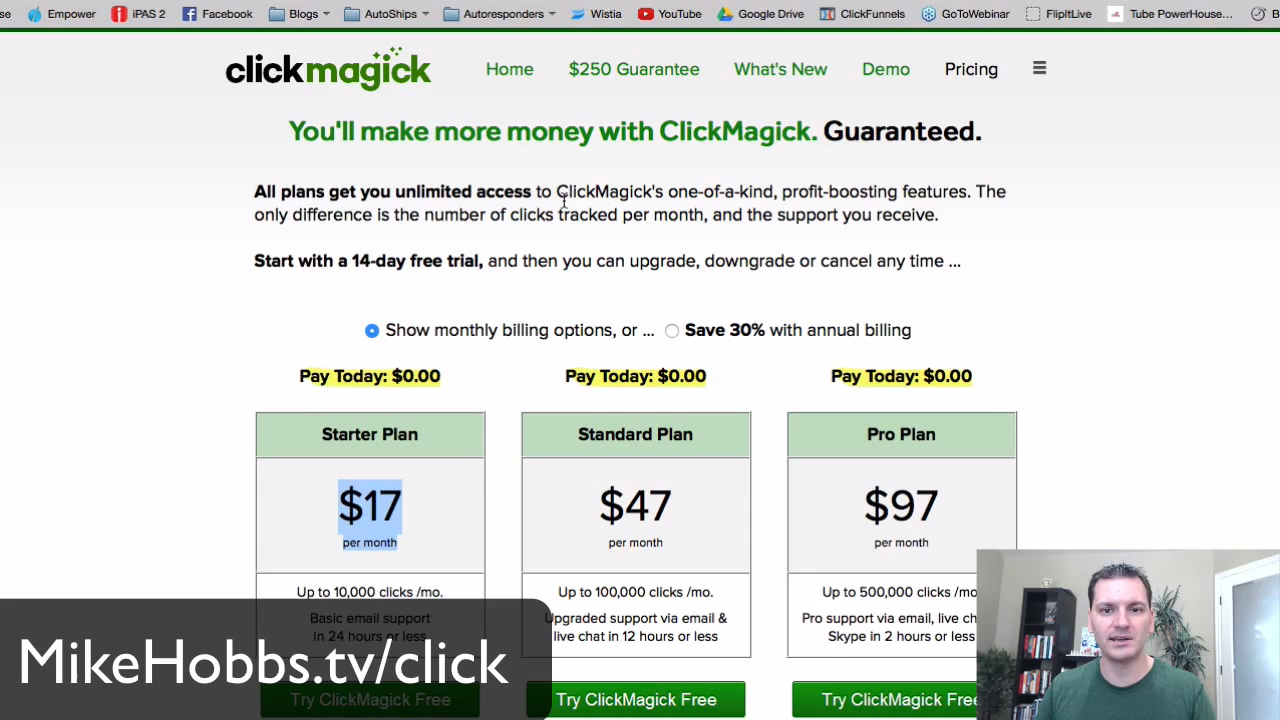 se Empower iPAS 2 Facebook Blogs AutoShips Autoresponders Wistia YouTube Google Drive ClickFunnels GoToWebinar FlipItLive Tube PowerHouse... B
clickmagick Home $250 Guarantee What's New Demo Pricing
You'll make more money with ClickMagick. Guaranteed.
All plans get you unlimited access to ClickMagick's one-of-a-kind, profit-boosting features. The
only difference is the number of clicks tracked per month, and the support you receive.
Start with a 14-day free trial, and then you can upgrade, downgrade or cancel any time ...
Show monthly billing options, or ... Save 30% with annual billing
Pay Today: $0.00 Pay Today: $0.00 Pay Today: $0.00
Starter Plan Standard Plan Pro Plan
$17 $47 $97
per month per month per month
Up to 10,000 clicks /mo. Up to 100,000 clicks /mo. Up to 500,000 clicks /mo
Basic email support Upgraded support via email & Pro support via email, live ch
in 24 hours or less live chat in 12 hours or less Skype in 2 hours or less
MikeHobbs.tv/click
Try ClickMagick Free Try ClickMagick Free Try ClickMagick Free